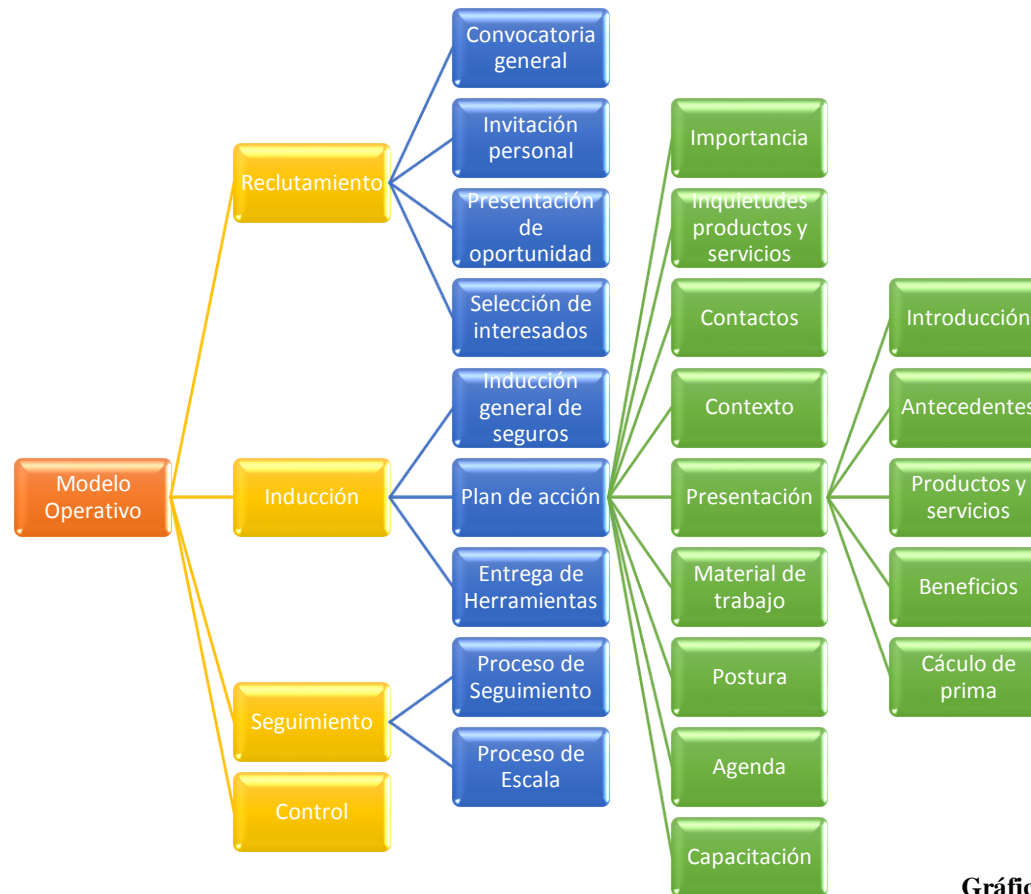 Modelo
Operativo
Reclutamiento
Convocatoria
general
Invitación
personal
Presentación
de
oportunidad
Selección de
interesados
Inducción
Inducción
general de
seguros
Plan de acción
Importancia
Inquietudes
productos y
servicios
Contactos
Contexto
Presentación
Introducción
Antecedentes
Productos y
servicios
Beneficios
Cáculo de
prima
Material de
trabajo
Postura
Agenda
Capacitación
Entrega de
Herramientas
Seguimiento
Proceso de
Seguimiento
Proceso de
Escala
Control
Gráfic